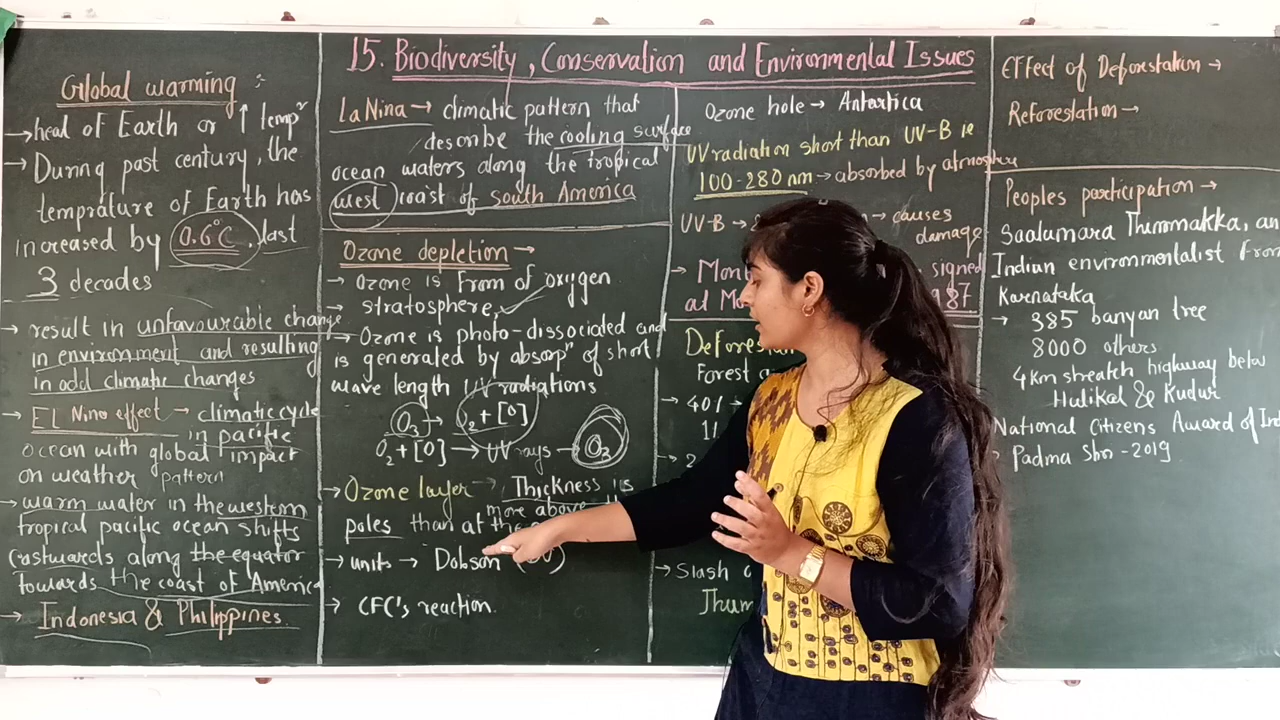 15. Biodiversity, Conservation and Environmental Issues
Global warming :
→ heal of Earth or ↑ tempr
→ During past century, the
temprature of Earth has
increased by 0.6°C, last
3 decades
→ result in unfavourable change
in environment and resulting
in odd climatic changes
→ EL Nino effect → climatic cycle
in pacific
ocean with global impact
on weather pattern
→ warm water in the western
tropical pacific ocean shifts
eastwards along the equator
towards the coast of America
→ Indonesia & Philippines.
La Nina → climatic pattern that
describe the cooling surface
ocean waters along the tropical
west coast of south America
Ozone depletion →
→ Ozone is from of oxygen
→ stratosphere,
→ Ozone is photo-dissociated and
is generated by absorpn of short
wave length UV radiations
O3 → O2 + [O]
O2 + [O] → UV rays → O3
→ Ozone layer → Thickness is
more above the
poles than at the
→ units → Dobson
→ CFC's reaction.
Ozone hole → Antartica
UV radiation short than UV-B ie
100-280 nm → absorbed by atmosphere
UV-B → → causes
damage
→ signed
at
Forest
→ 40%
→ 2
→ Slash
Jhum
Effect of Deforestation →
Reforestation →
Peoples participation →
Saalumara Thimmakka, an
Indian environmentalist from
Karnataka
→ 385 banyan tree
8000 others
4km streatch highway betw
Hulikal & Kudur
National Citizens Award of Ind
Padma Shri - 2019